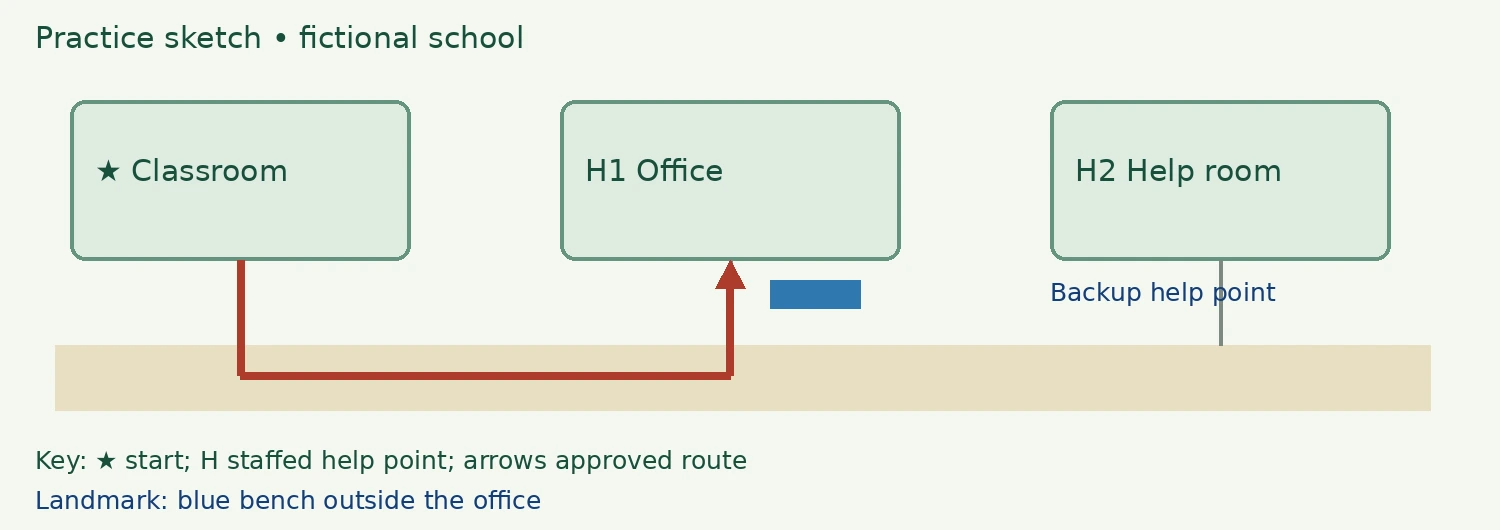 Practice sketch • fictional school
★ Classroom
H1 Office
H2 Help room
Backup help point
Key: ★ start; H staffed help point; arrows approved route
Landmark: blue bench outside the office